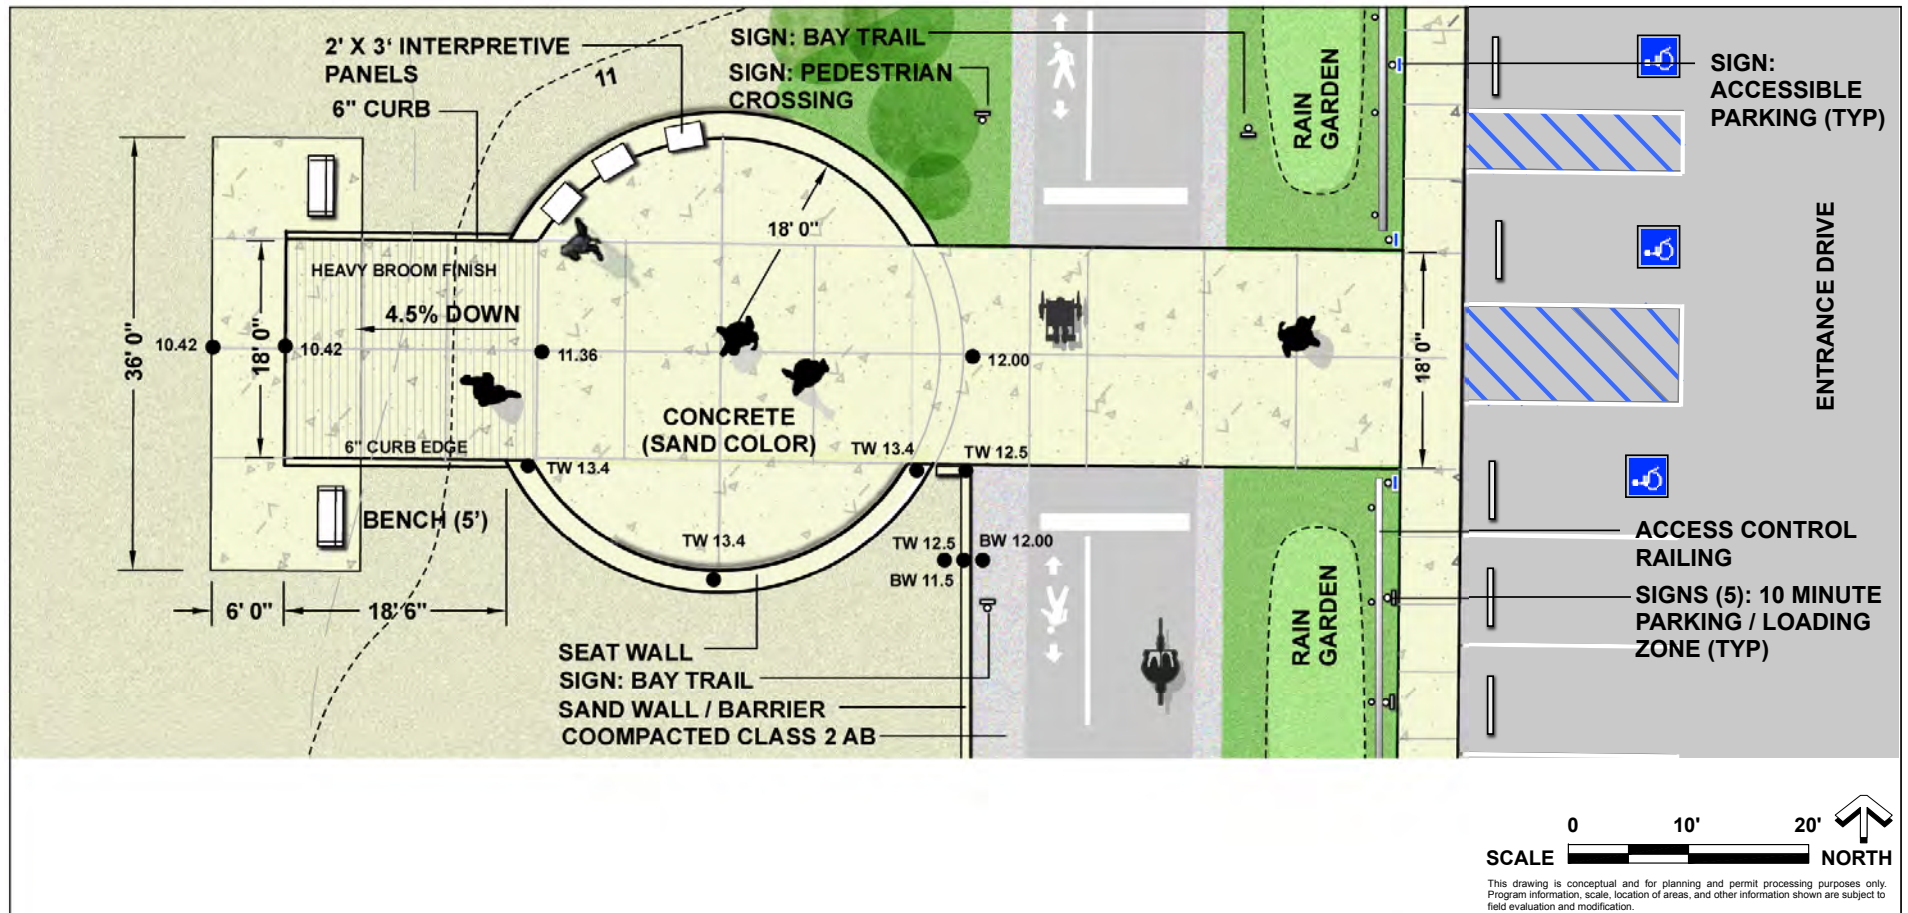 2' X 3' INTERPRETIVE
PANELS
6" CURB
11
SIGN: BAY TRAIL
SIGN: PEDESTRIAN
CROSSING
RAIN
GARDEN
SIGN:
ACCESSIBLE
PARKING (TYP)
ENTRANCE DRIVE
18' 0"
HEAVY BROOM FINISH
4.5% DOWN
36' 0"
10.42
18' 0"
10.42
11.36
12.00
18' 0"
CONCRETE
(SAND COLOR)
6" CURB EDGE
TW 13.4
TW 13.4
TW 12.5
BENCH (5')
TW 13.4
TW 12.5
BW 12.00
BW 11.5
6' 0"
18' 6"
RAIN
GARDEN
ACCESS CONTROL
RAILING
SIGNS (5): 10 MINUTE
PARKING / LOADING
ZONE (TYP)
SEAT WALL
SIGN: BAY TRAIL
SAND WALL / BARRIER
COOMPACTED CLASS 2 AB
0 10' 20'
SCALE
NORTH
This drawing is conceptual and for planning and permit processing purposes only.
Program information, scale, location of areas, and other information shown are subject to
field evaluation and modification.